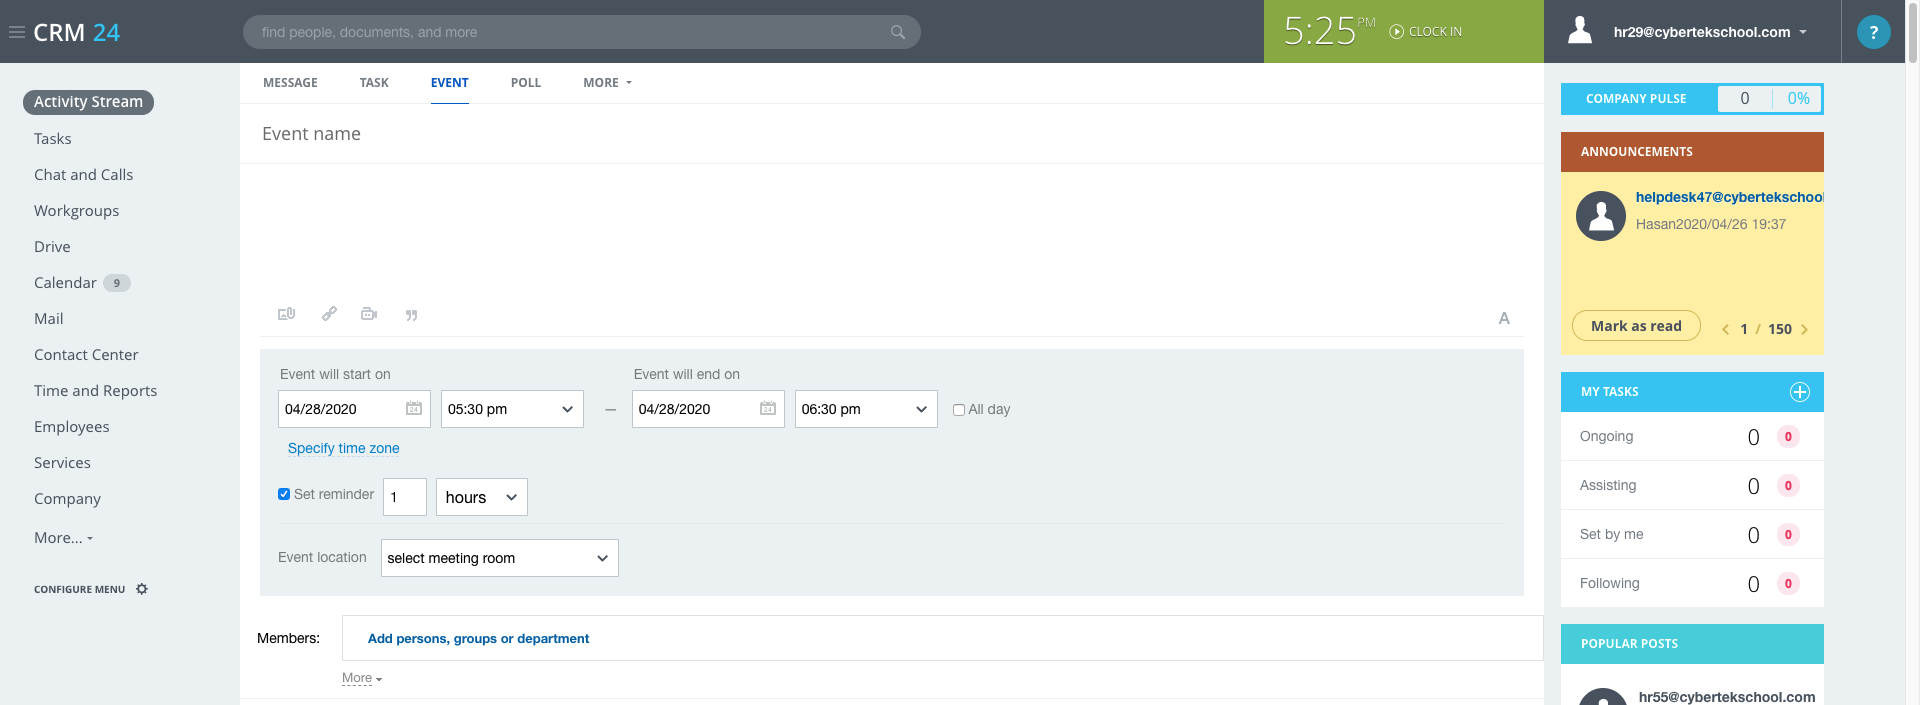 CRM 24
find people, documents, and more
5:25 PM
CLOCK IN
hr29@cybertekschool.com
?
Activity Stream
Tasks
Chat and Calls
Workgroups
Drive
Calendar 9
Mail
Contact Center
Time and Reports
Employees
Services
Company
More...
CONFIGURE MENU
MESSAGE TASK EVENT POLL MORE
Event name
A
Event will start on
Event will end on
04/28/2020 24 05:30 pm — 04/28/2020 24 06:30 pm All day
Specify time zone
Set reminder 1 hours
Event location select meeting room
Members: Add persons, groups or department
More
COMPANY PULSE 0 0%
ANNOUNCEMENTS
helpdesk47@cybertekschool
Hasan2020/04/26 19:37
Mark as read
1 / 150
MY TASKS
Ongoing 0 0
Assisting 0 0
Set by me 0 0
Following 0 0
POPULAR POSTS
hr55@cybertekschool.com